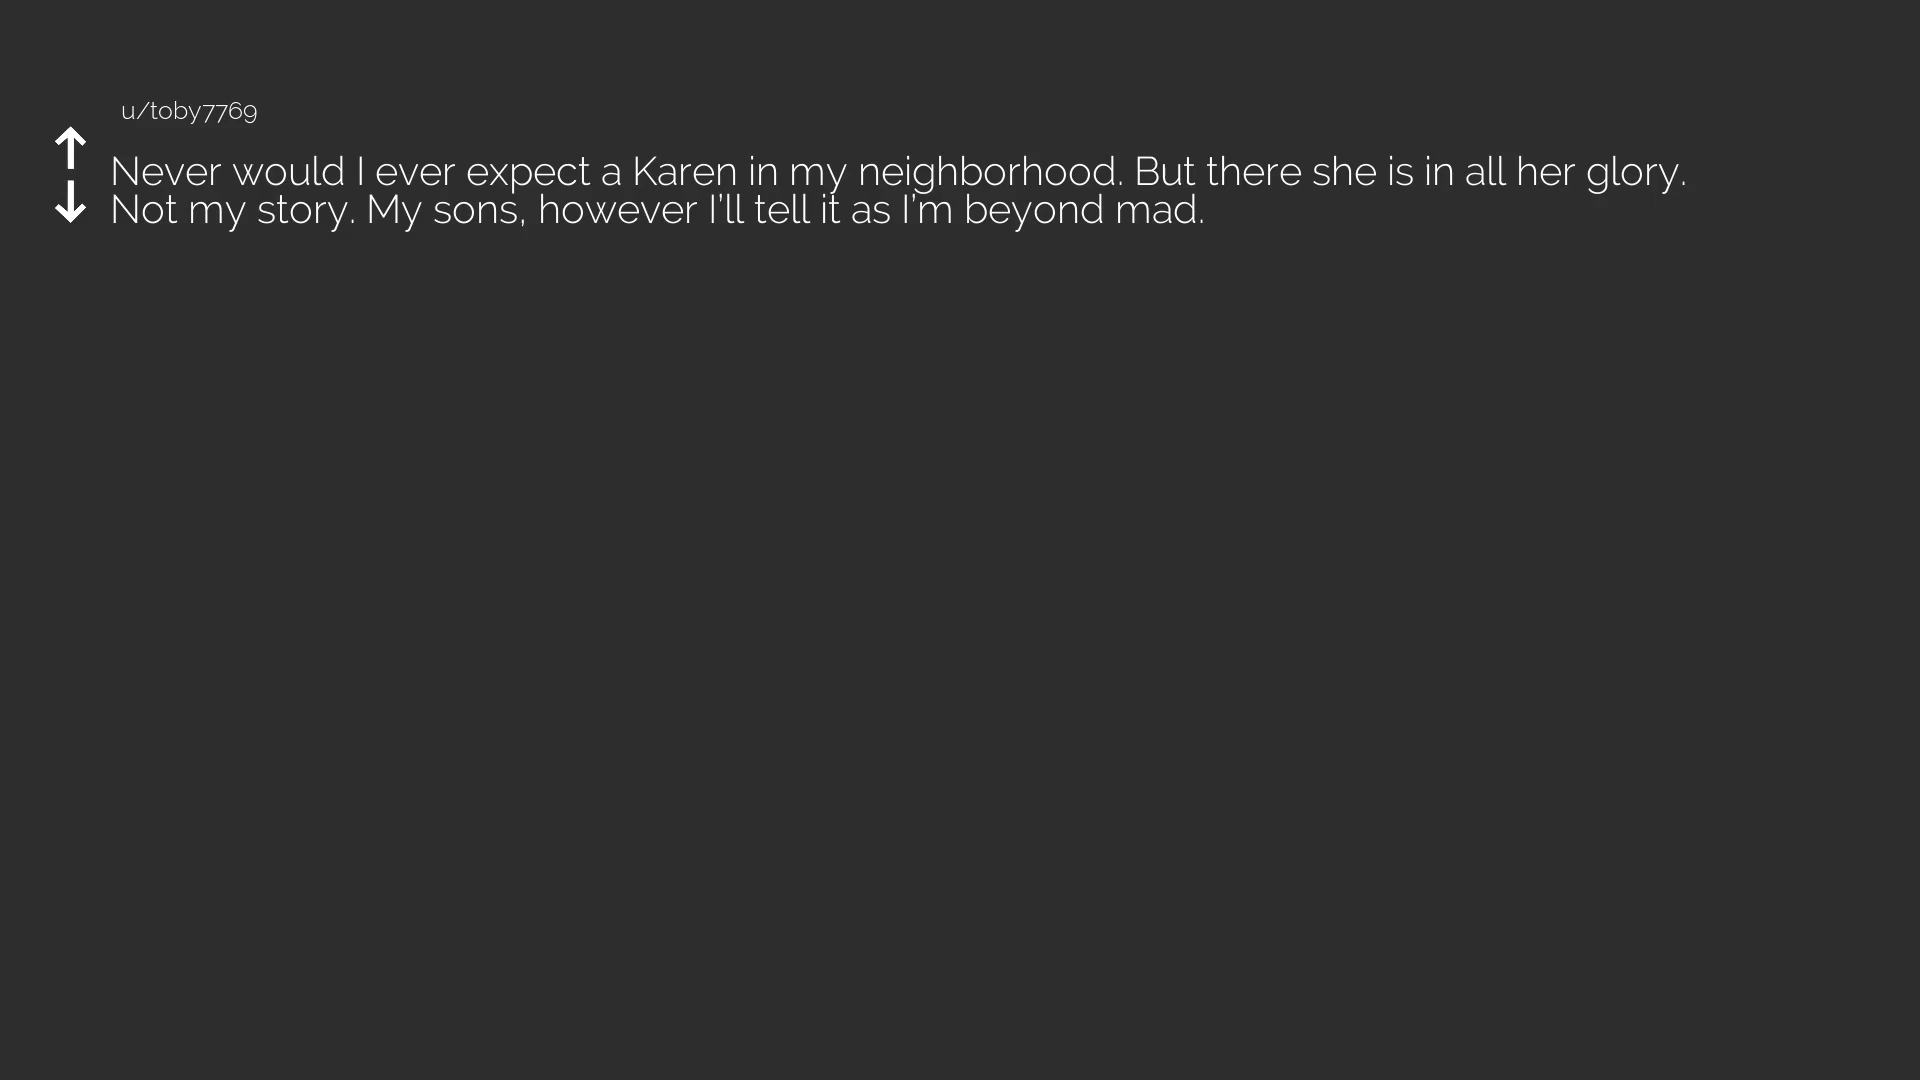 u/toby7769
Never would I ever expect a Karen in my neighborhood. But there she is in all her glory.
Not my story. My sons, however I'll tell it as I'm beyond mad.